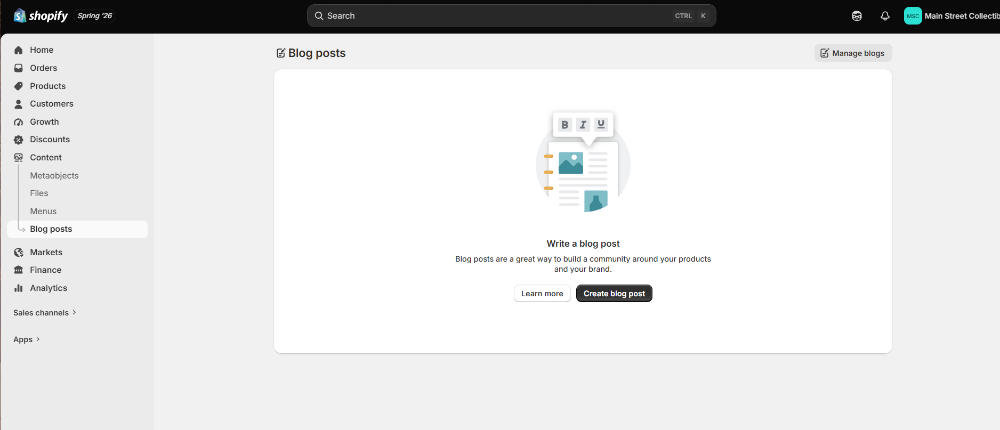 shopify
Spring '26
Search
CTRL K
MSC
Main Street Collectib
Home
Orders
Products
Customers
Growth
Discounts
Content
Metaobjects
Files
Menus
Blog posts
Markets
Finance
Analytics
Sales channels
Apps
Blog posts
Manage blogs
B I U
Write a blog post
Blog posts are a great way to build a community around your products
and your brand.
Learn more
Create blog post